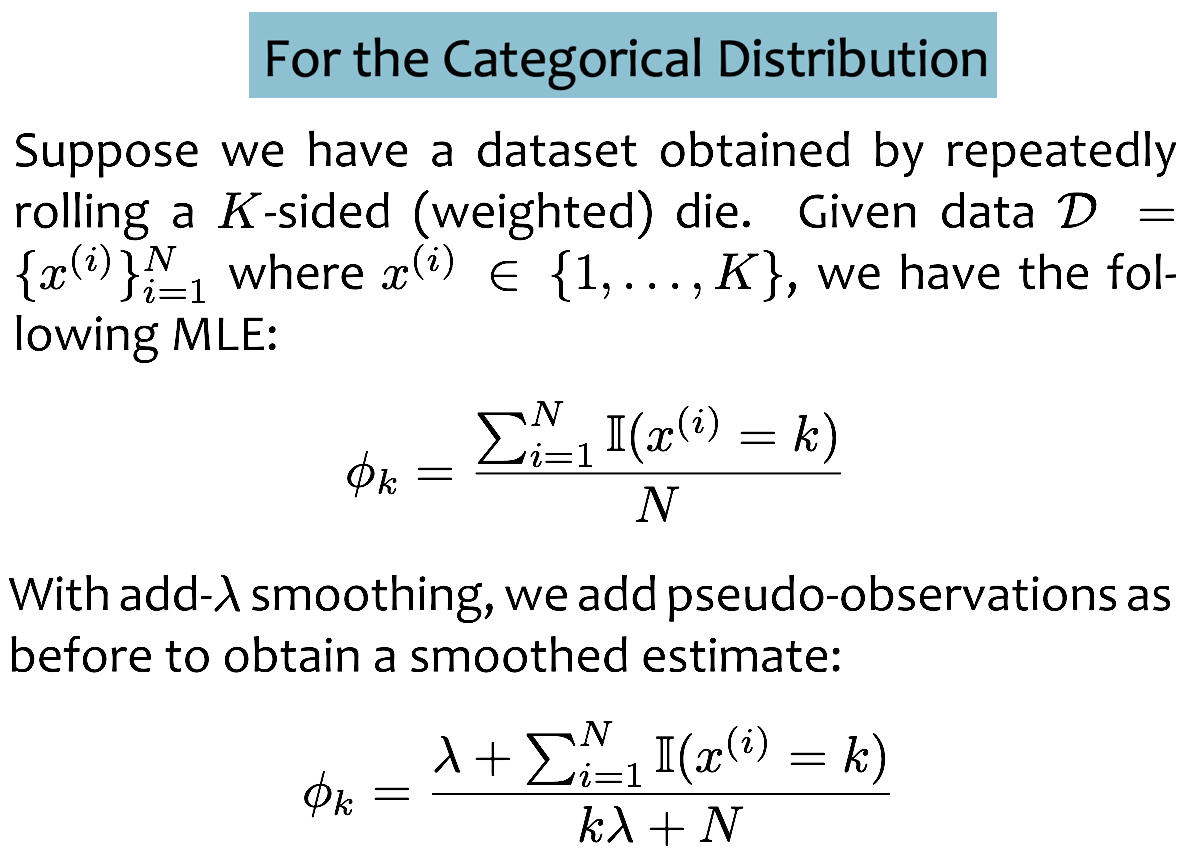 For the Categorical Distribution
Suppose we have a dataset obtained by repeatedly
rolling a $K$-sided (weighted) die. Given data $\mathcal{D}$ =
$\{x^{(i)}\}_{i=1}^{N}$ where $x^{(i)} \in \{1, \ldots, K\}$, we have the fol-
lowing MLE:
$\phi_k = \frac{\sum_{i=1}^{N} \mathbb{I}(x^{(i)} = k)}{N}$
With add-$\lambda$ smoothing, we add pseudo-observations as
before to obtain a smoothed estimate:
$\phi_k = \frac{\lambda + \sum_{i=1}^{N} \mathbb{I}(x^{(i)} = k)}{k\lambda + N}$